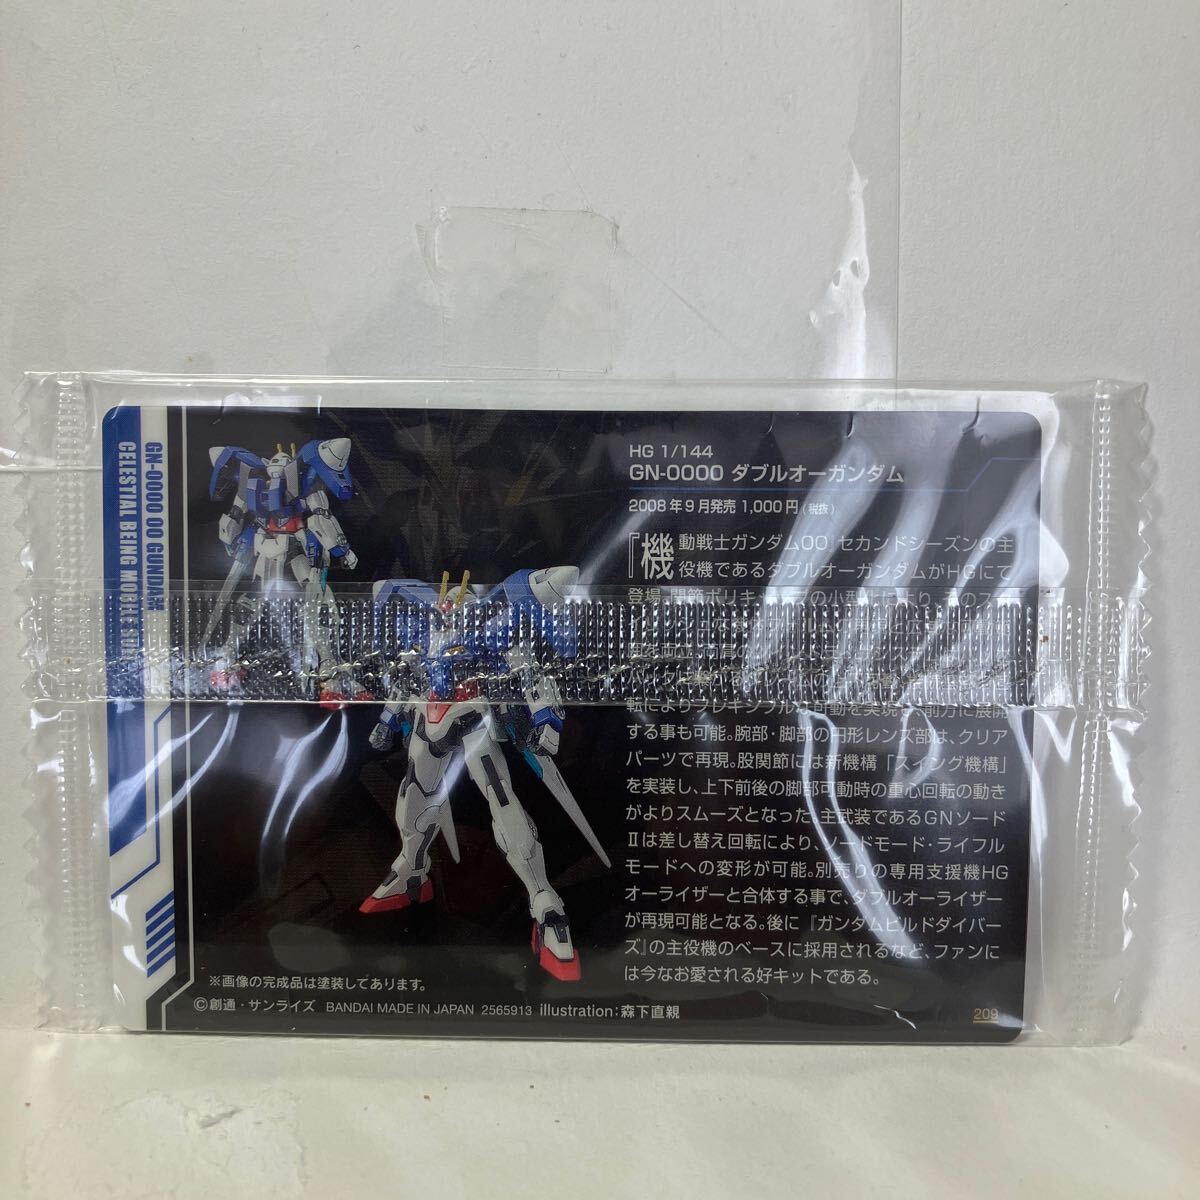 GN-0000 00 GUNDAM
CELESTIAL BEING MOBILE SUIT
HG 1/144
GN-0000 ダブルオーガンダム
2008年9月発売 1,000円(税抜)
『機動戦士ガンダム00』セカンドシーズンの主
役機であるダブルオーガンダムがHGにて
登場。関節ポリキ
の小型化
転によりフレキシブルな可動を実現し、前方に展開
する事も可能。腕部・脚部の円形レンズ部は、クリア
パーツで再現。股関節には新機構「スイング機構」
を実装し、上下前後の脚部可動時の重心回転の動き
がよりスムーズとなった。主武装であるGNソード
Ⅱは差し替え回転により、ソードモード・ライフル
モードへの変形が可能。別売りの専用支援機HG
オーライザーと合体する事で、ダブルオーライザー
が再現可能となる。後に『ガンダムビルドダイバー
ズ』の主役機のベースに採用されるなど、ファンに
は今なお愛される好キットである。
※画像の完成品は塗装してあります。
©創通・サンライズ BANDAI MADE IN JAPAN 2565913 illustration:森下直親
209